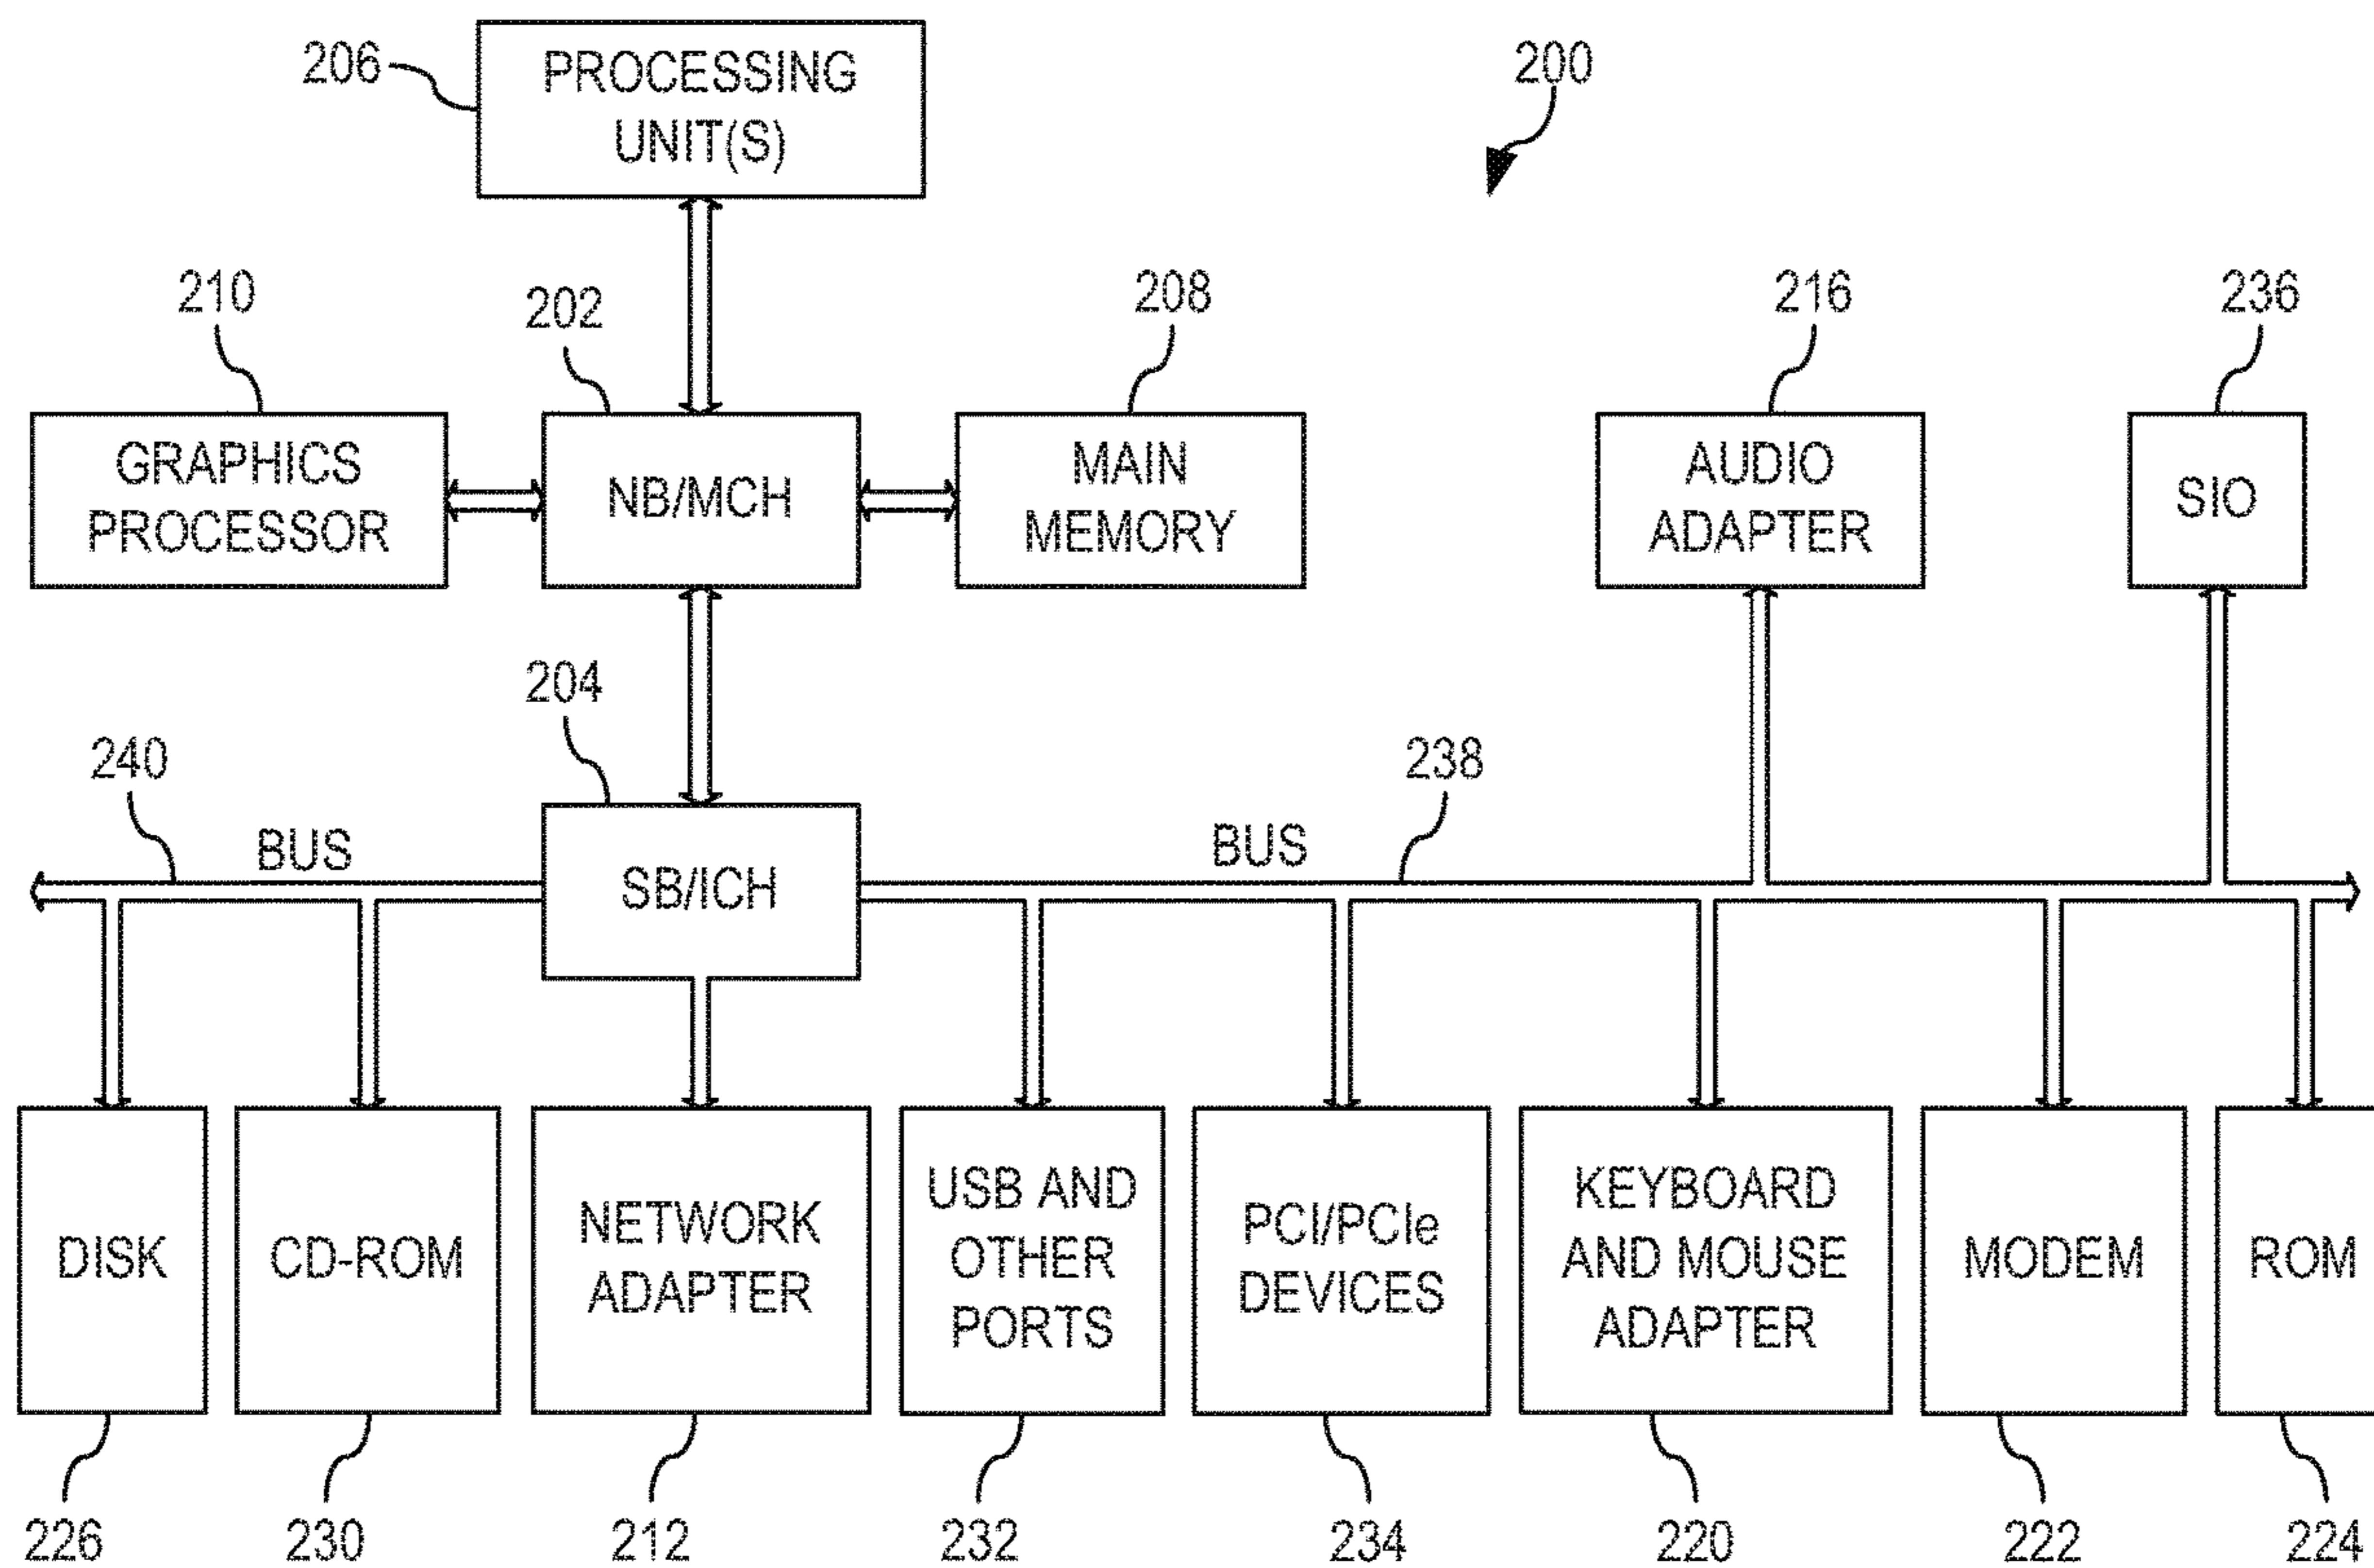 206
PROCESSING
UNIT(S)
200
210
202
208
216
236
GRAPHICS
PROCESSOR
NB/MCH
MAIN
MEMORY
AUDIO
ADAPTER
SIO
204
240
BUS
SB/ICH
BUS
238
DISK
CD-ROM
NETWORK
ADAPTER
USB AND
OTHER
PORTS
PCI/PCIe
DEVICES
KEYBOARD
AND MOUSE
ADAPTER
MODEM
ROM
226
230
212
232
234
220
222
224